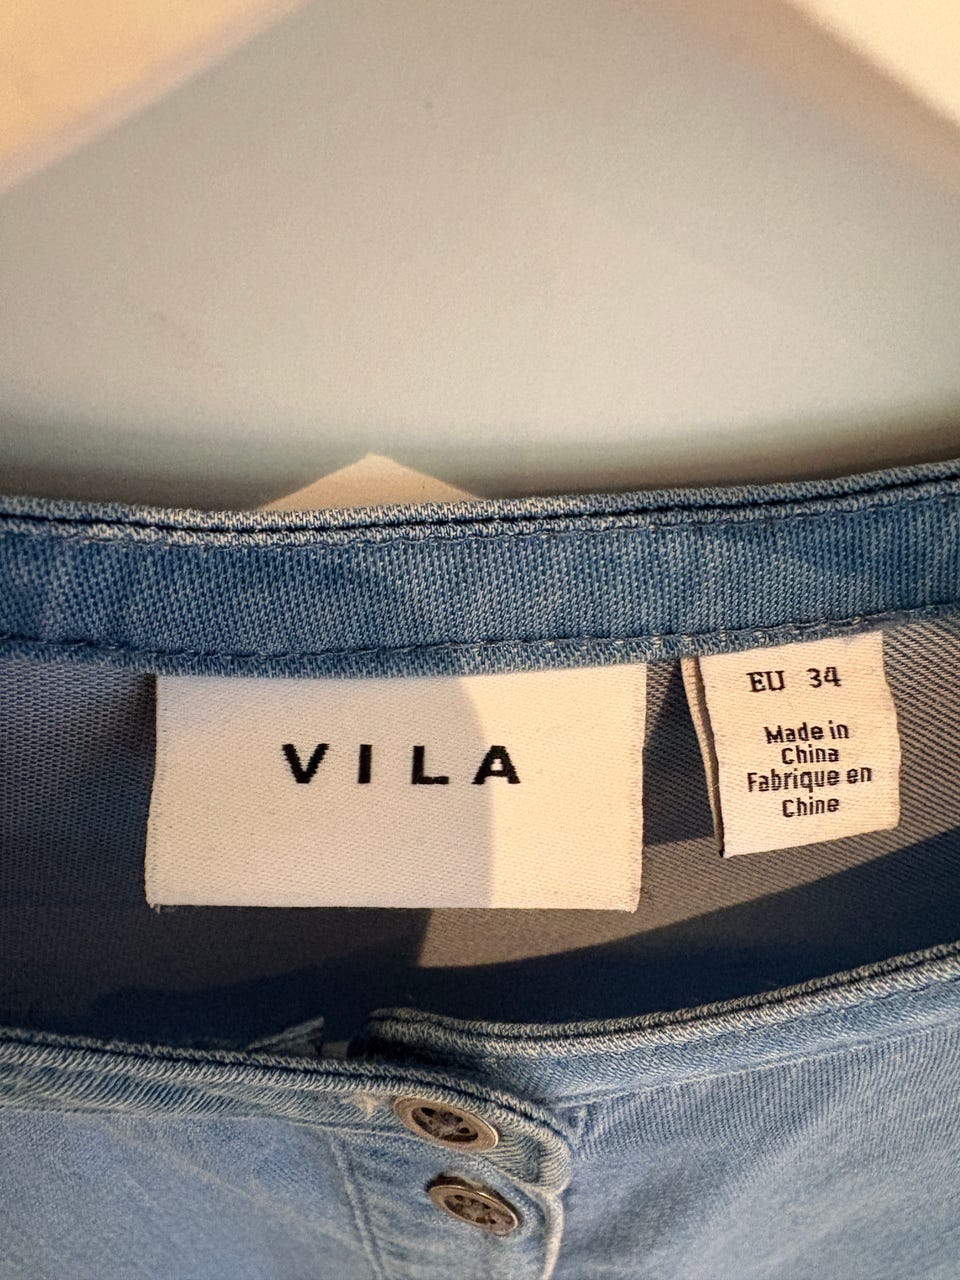 VILA
EU 34
Made in
China
Fabrique en
Chine